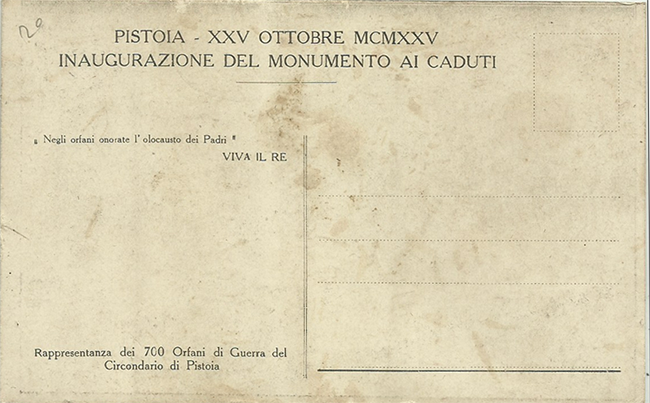 2º
PISTOIA - XXV OTTOBRE MCMXXV
INAUGURAZIONE DEL MONUMENTO AI CADUTI
„ Negli orfani onorate l' olocausto dei Padri "
VIVA IL RE
Rappresentanza dei 700 Orfani di Guerra del
Circondario di Pistoia